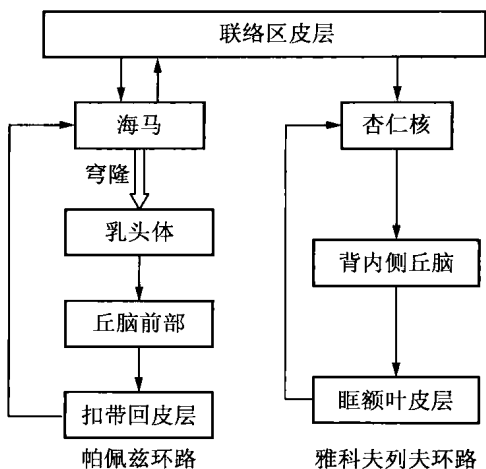 联络区皮层
海马
杏仁核
穹隆
乳头体
背内侧丘脑
丘脑前部
扣带回皮层
眶额叶皮层
帕佩兹环路
雅科夫列夫环路